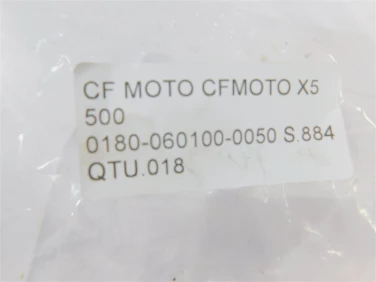 CF MOTO CFMOTO X5
500
0180-060100-0050 S.884
QTU.018